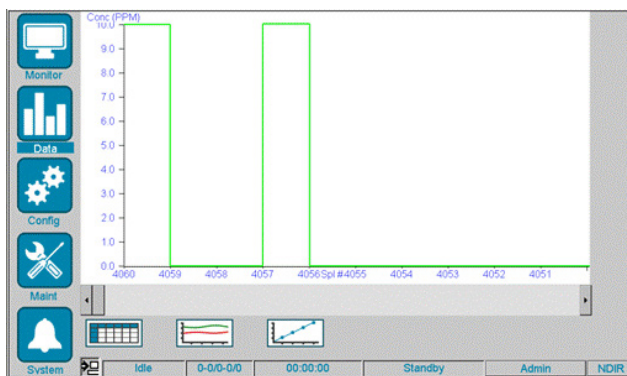 Conc (PPM)
10.0
9.0
8.0
7.0
6.0
5.0
4.0
3.0
2.0
1.0
0.0
4060 4059 4058 4057 4056 Spl # 4055 4054 4053 4052 4051
Monitor
Data
Config
Maint
System
Idle 0-0/0-0/0 00:00:00 Standby Admin NDIR